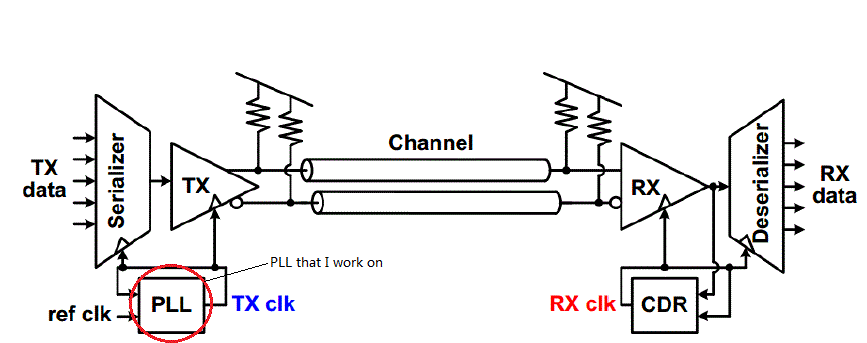 Channel
Serializer
TX
data
TX
RX
Deserializer
RX
data
PLL that I work on
ref clk
PLL
TX clk
RX clk
CDR